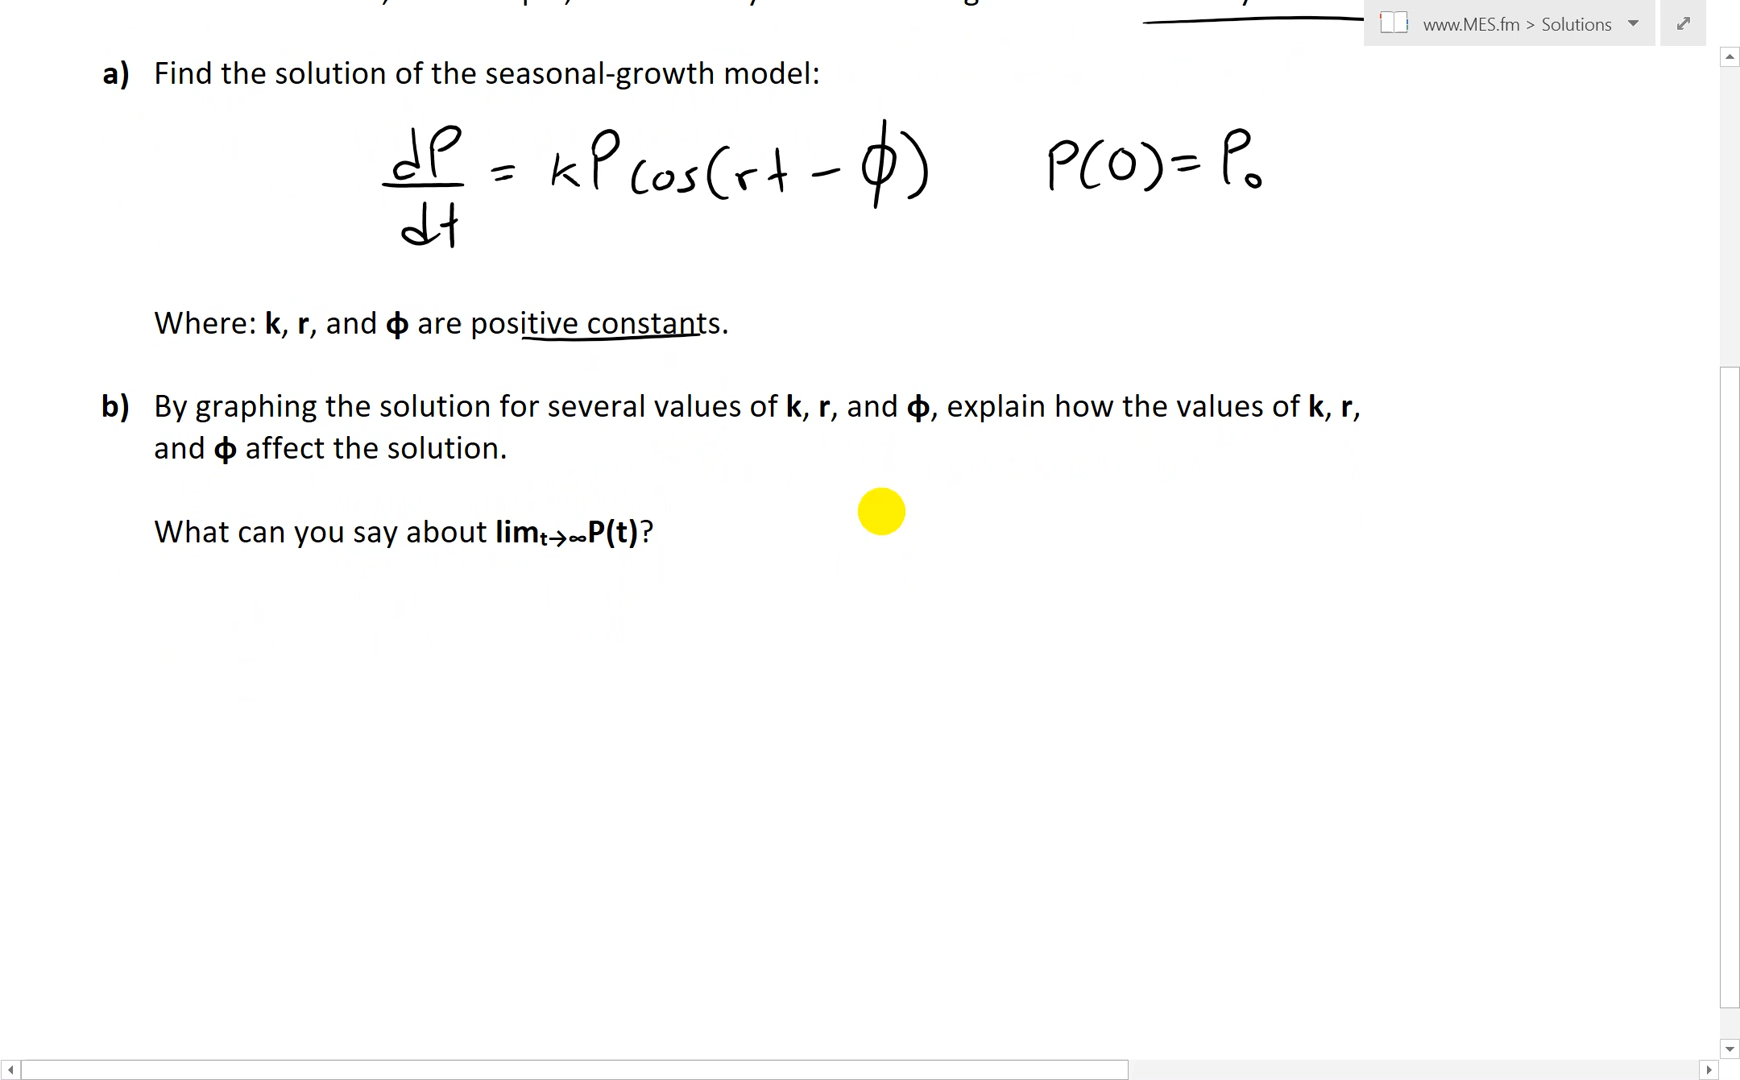 www.MES.fm > Solutions
a) Find the solution of the seasonal-growth model:
dP/dt = kP cos(rt - ϕ)    P(0) = P₀
Where: k, r, and ϕ are positive constants.
b) By graphing the solution for several values of k, r, and ϕ, explain how the values of k, r,
and ϕ affect the solution.
What can you say about limₜ→∞P(t)?